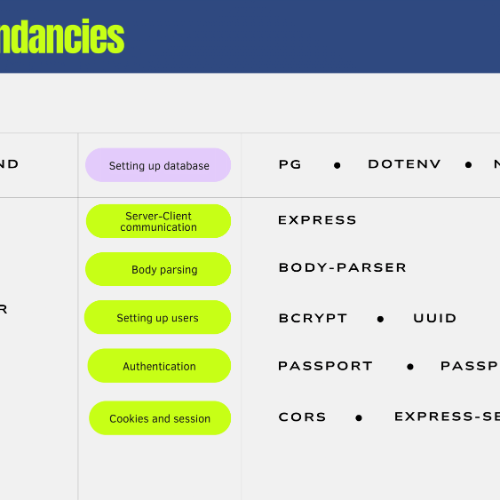 ndancies
ND Setting up database PG • DOTENV • N
Server-Client
communication
EXPRESS
Body parsing BODY-PARSER
R
Setting up users BCRYPT • UUID
Authentication PASSPORT • PASSP
Cookies and session CORS • EXPRESS-SE